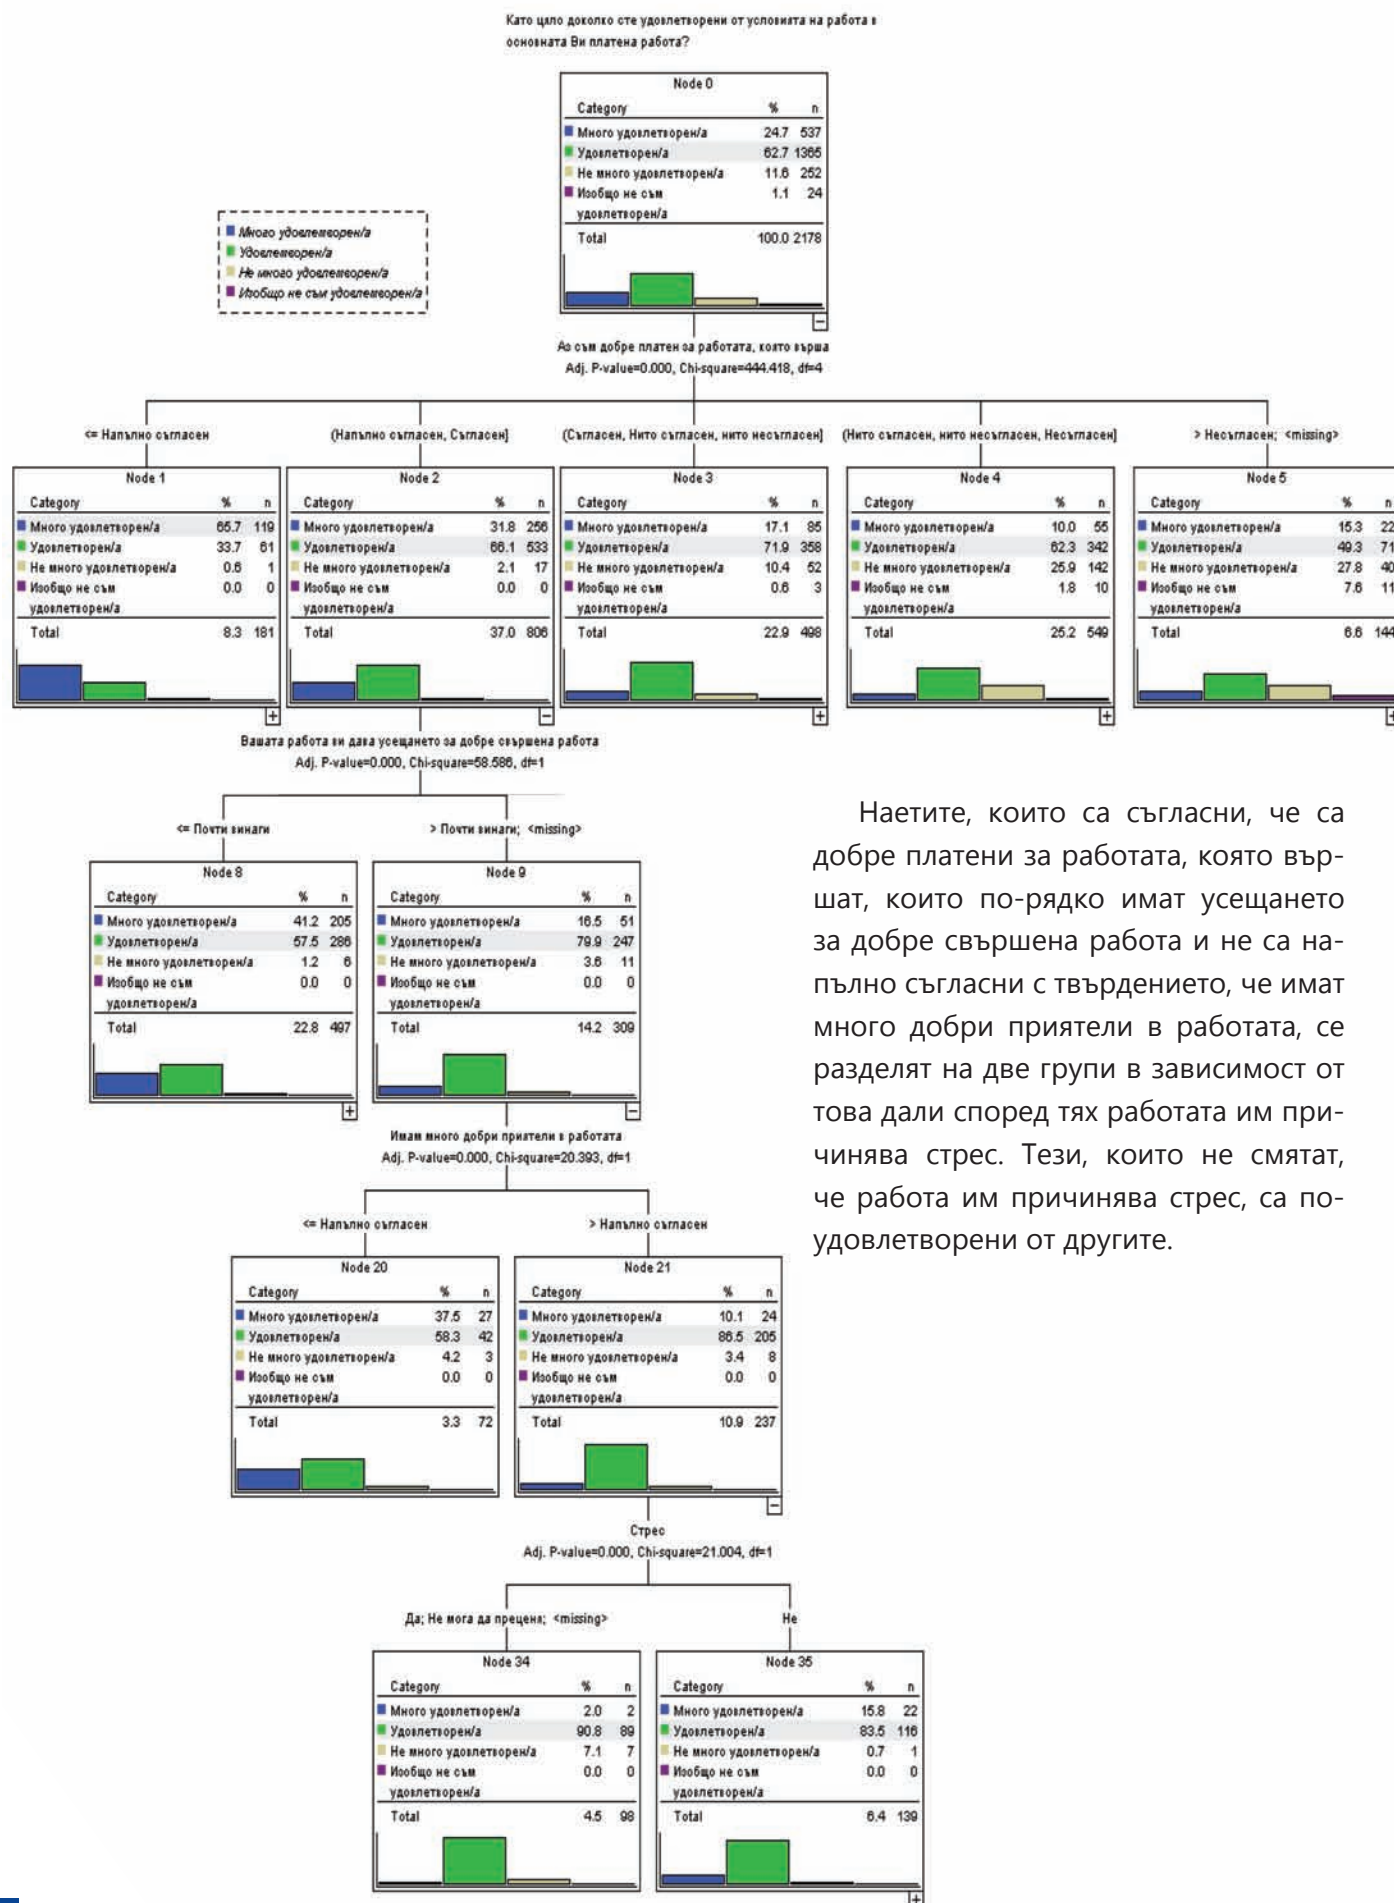 Като цяло доколко сте удовлетворени от условията на работа в
основната Ви платена работа?
Node 0
Category % n
Много удовлетворен/а 24.7 537
Удовлетворен/а 62.7 1365
Не много удовлетворен/а 11.6 252
Изобщо не съм 1.1 24
удовлетворен/а
Total 100.0 2178
Много удовлетворен/а
Удовлетворен/а
Не много удовлетворен/а
Изобщо не съм удовлетворен/а
Аз съм добре платен за работата, която върша
Adj. P-value=0.000, Chi-square=444.418, df=4
<= Напълно съгласен
(Напълно съгласен, Съгласен]
(Съгласен, Нито съгласен, нито несъгласен]
(Нито съгласен, нито несъгласен, Несъгласен]
> Несъгласен; <missing>
Node 1
Category % n
Много удовлетворен/а 65.7 119
Удовлетворен/а 33.7 61
Не много удовлетворен/а 0.6 1
Изобщо не съм 0.0 0
удовлетворен/а
Total 8.3 181
Node 2
Category % n
Много удовлетворен/а 31.8 256
Удовлетворен/а 66.1 533
Не много удовлетворен/а 2.1 17
Изобщо не съм 0.0 0
удовлетворен/а
Total 37.0 806
Node 3
Category % n
Много удовлетворен/а 17.1 85
Удовлетворен/а 71.9 358
Не много удовлетворен/а 10.4 52
Изобщо не съм 0.6 3
удовлетворен/а
Total 22.9 498
Node 4
Category % n
Много удовлетворен/а 10.0 55
Удовлетворен/а 62.3 342
Не много удовлетворен/а 25.9 142
Изобщо не съм 1.8 10
удовлетворен/а
Total 25.2 549
Node 5
Category % n
Много удовлетворен/а 15.3 22
Удовлетворен/а 49.3 71
Не много удовлетворен/а 27.8 40
Изобщо не съм 7.6 11
удовлетворен/а
Total 6.6 144
Вашата работа ви дава усещането за добре свършена работа
Adj. P-value=0.000, Chi-square=58.586, df=1
<= Почти винаги
> Почти винаги; <missing>
Node 8
Category % n
Много удовлетворен/а 41.2 205
Удовлетворен/а 57.5 286
Не много удовлетворен/а 1.2 6
Изобщо не съм 0.0 0
удовлетворен/а
Total 22.8 497
Node 9
Category % n
Много удовлетворен/а 16.5 51
Удовлетворен/а 79.9 247
Не много удовлетворен/а 3.6 11
Изобщо не съм 0.0 0
удовлетворен/а
Total 14.2 309
Наетите, които са съгласни, че са
добре платени за работата, която вър-
шат, които по-рядко имат усещането
за добре свършена работа и не са на-
пълно съгласни с твърдението, че имат
много добри приятели в работата, се
разделят на две групи в зависимост от
това дали според тях работата им при-
чинява стрес. Тези, които не смятат,
че работа им причинява стрес, са по-
удовлетворени от другите.
Имам много добри приятели в работата
Adj. P-value=0.000, Chi-square=20.393, df=1
<= Напълно съгласен
> Напълно съгласен
Node 20
Category % n
Много удовлетворен/а 37.5 27
Удовлетворен/а 58.3 42
Не много удовлетворен/а 4.2 3
Изобщо не съм 0.0 0
удовлетворен/а
Total 3.3 72
Node 21
Category % n
Много удовлетворен/а 10.1 24
Удовлетворен/а 86.5 205
Не много удовлетворен/а 3.4 8
Изобщо не съм 0.0 0
удовлетворен/а
Total 10.9 237
Стрес
Adj. P-value=0.000, Chi-square=21.004, df=1
Да; Не мога да преценя; <missing>
Не
Node 34
Category % n
Много удовлетворен/а 2.0 2
Удовлетворен/а 90.8 89
Не много удовлетворен/а 7.1 7
Изобщо не съм 0.0 0
удовлетворен/а
Total 4.5 98
Node 35
Category % n
Много удовлетворен/а 15.8 22
Удовлетворен/а 83.5 116
Не много удовлетворен/а 0.7 1
Изобщо не съм 0.0 0
удовлетворен/а
Total 6.4 139